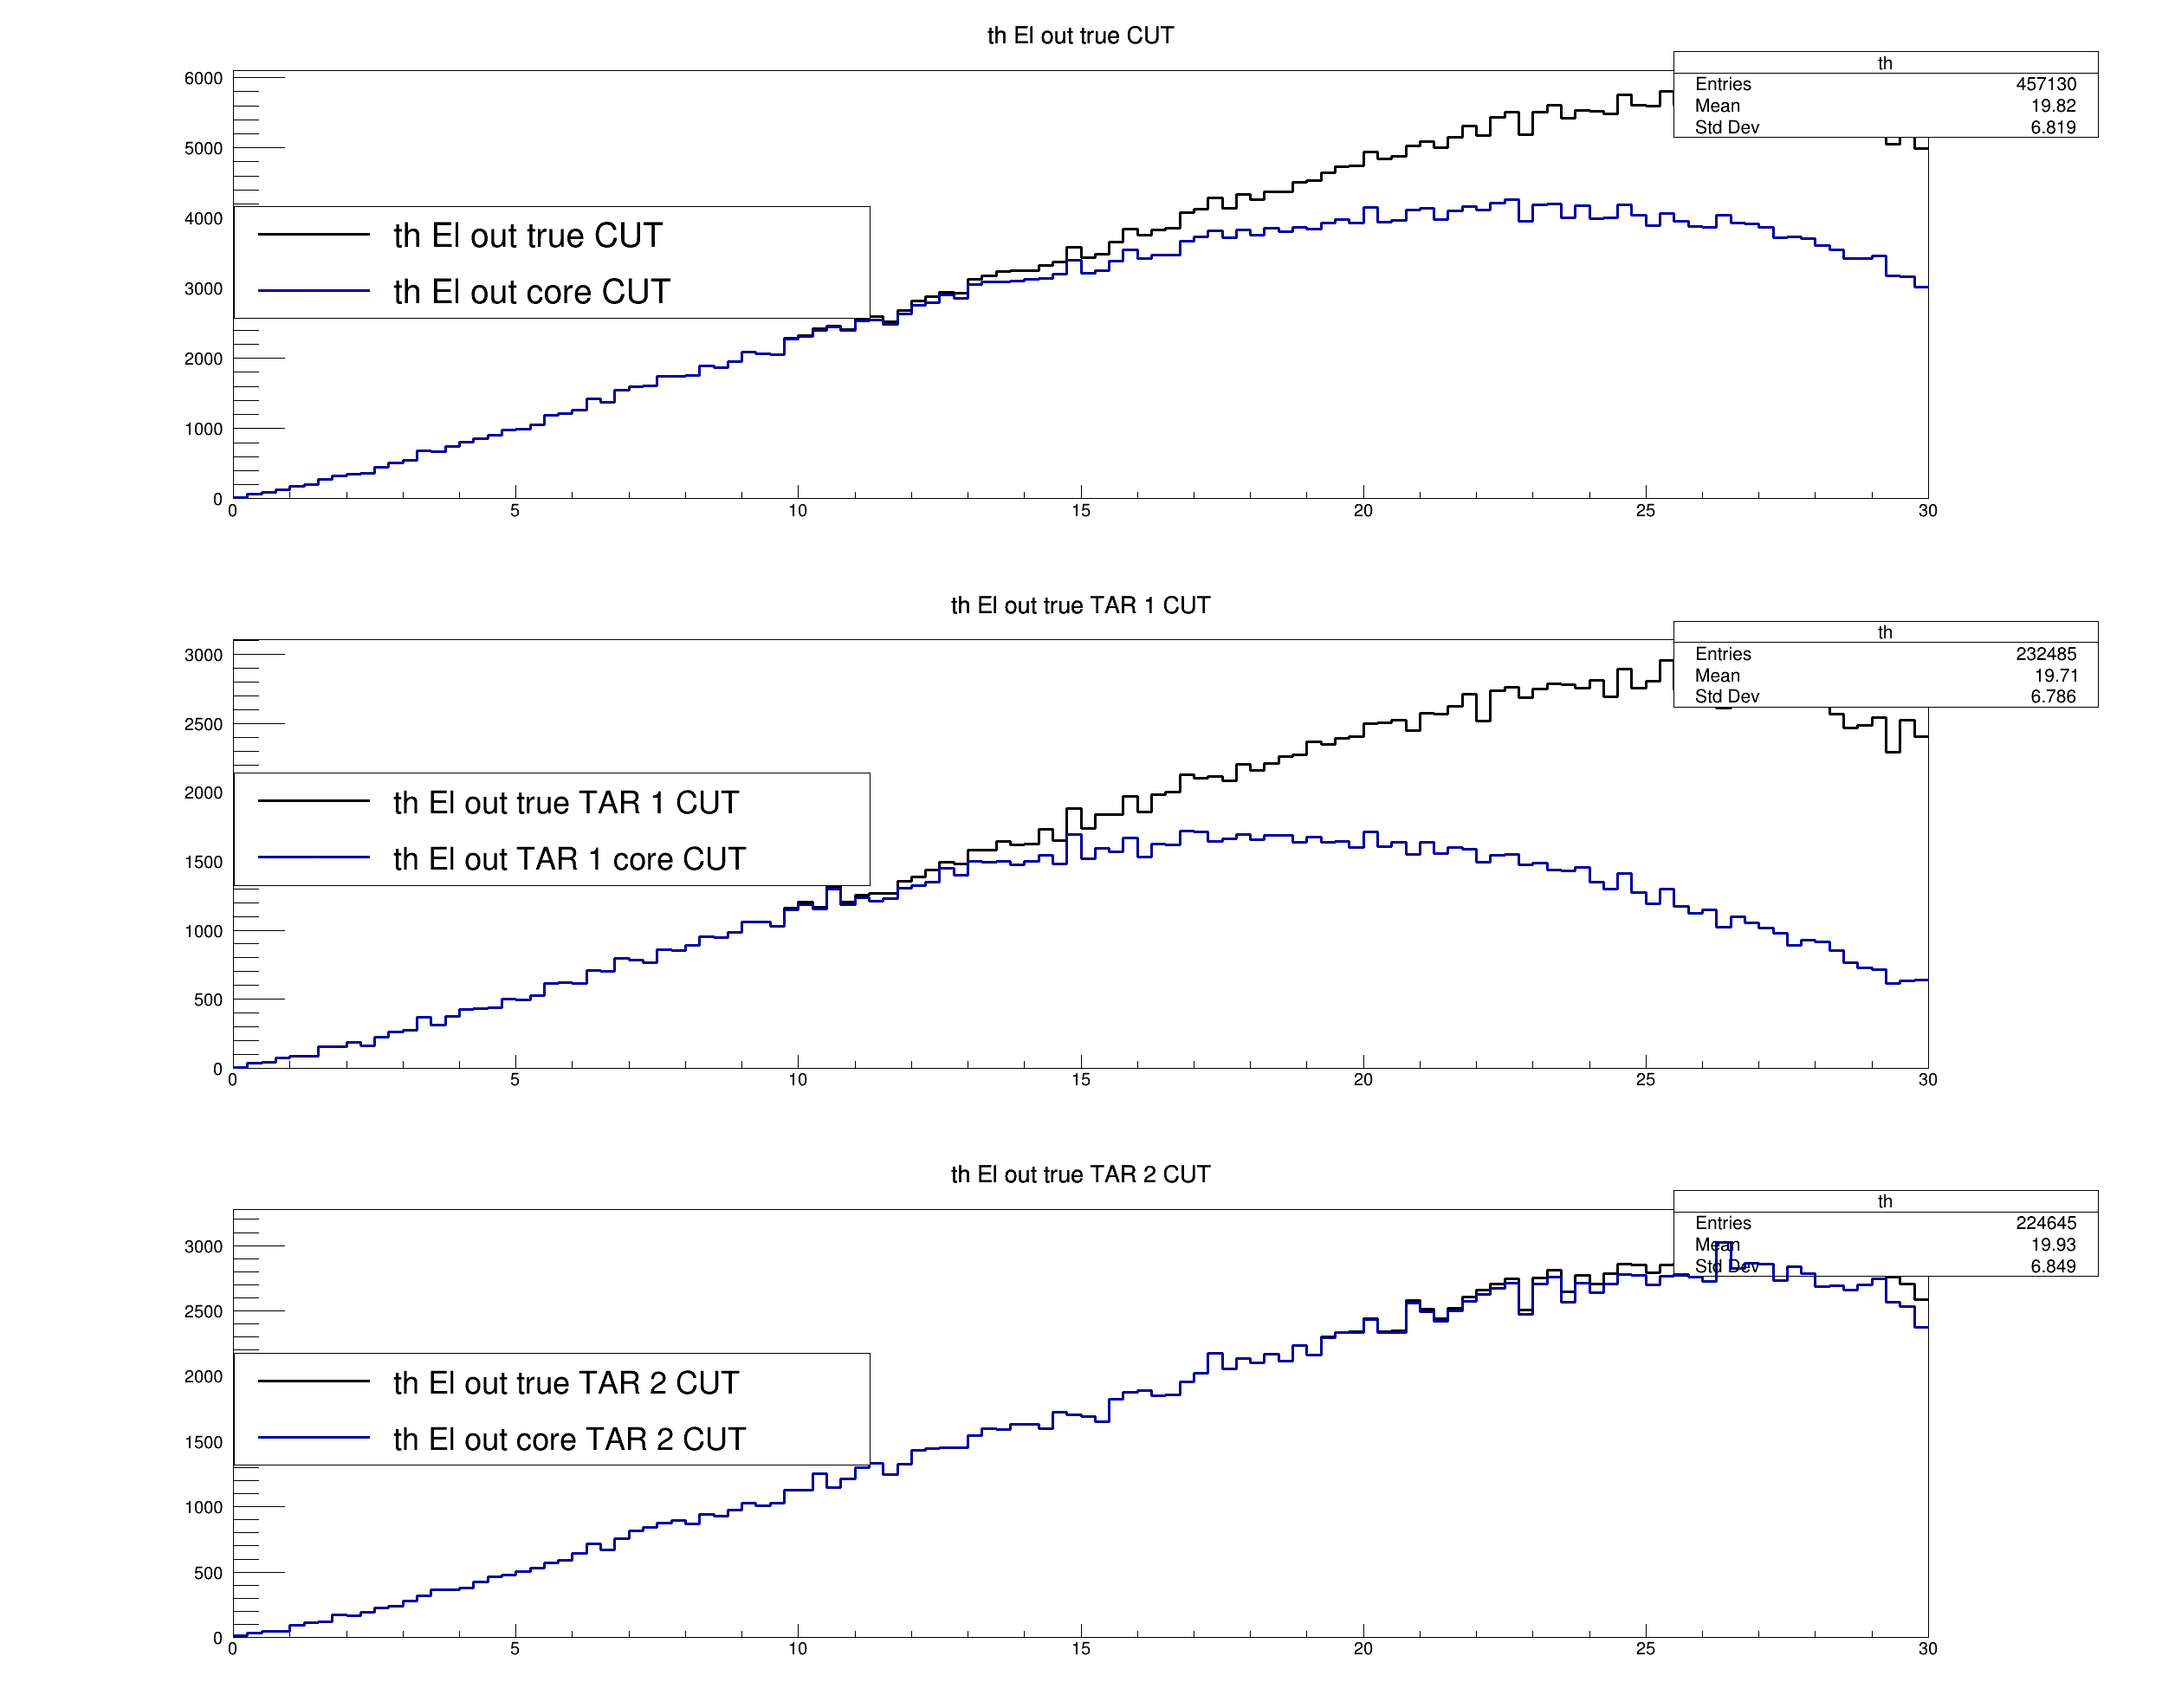 th El out true CUT
th
Entries 457130
Mean 19.82
Std Dev 6.819
6000
5000
4000
3000
2000
1000
0
th El out true CUT
th El out core CUT
0 5 10 15 20 25 30
th El out true TAR 1 CUT
th
Entries 232485
Mean 19.71
Std Dev 6.786
3000
2500
2000
1500
1000
500
0
th El out true TAR 1 CUT
th El out TAR 1 core CUT
0 5 10 15 20 25 30
th El out true TAR 2 CUT
th
Entries 224645
Mean 19.93
Std Dev 6.849
3000
2500
2000
1500
1000
500
0
th El out true TAR 2 CUT
th El out core TAR 2 CUT
0 5 10 15 20 25 30